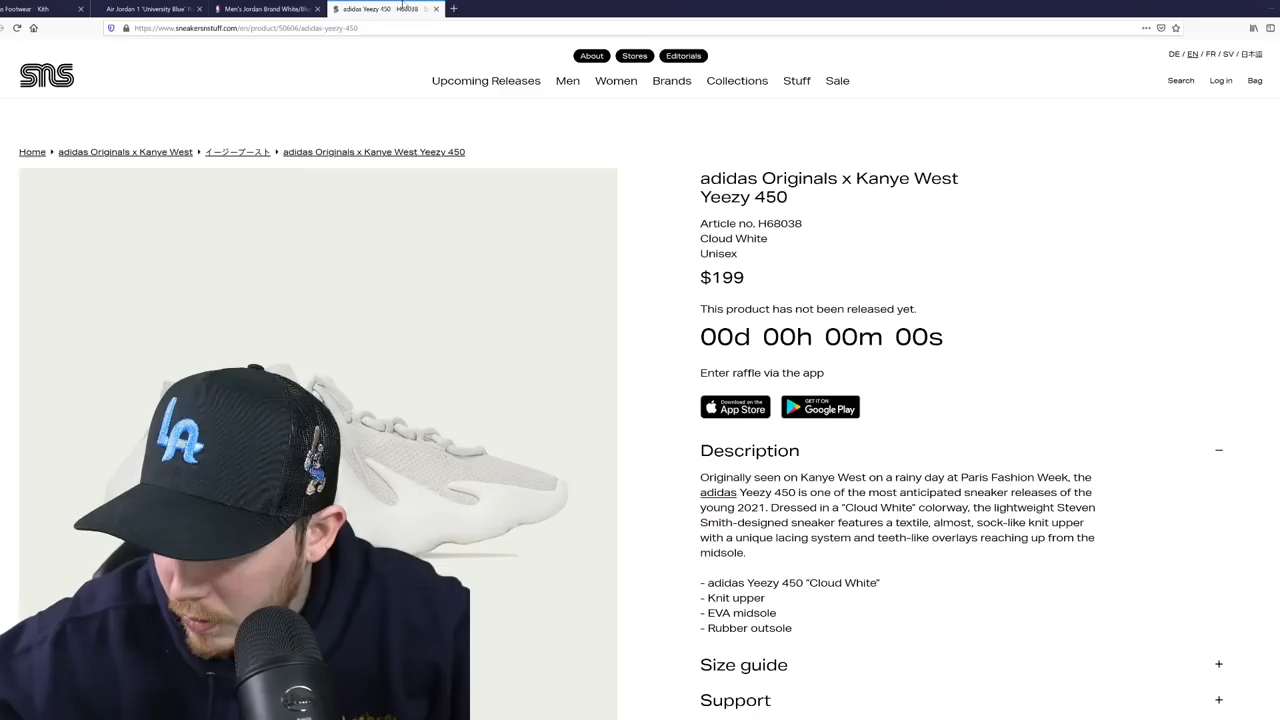 s Footwear Kith
Air Jordan 1 'University Blue' R
Men's Jordan Brand White/Blu
adidas Yeezy 450 H68038 S
https://www.sneakersnstuff.com/en/product/50606/adidas-yeezy-450
About Stores Editorials
DE / EN / FR / SV / 日本語
sns
Upcoming Releases Men Women Brands Collections Stuff Sale
Search Log in Bag
Home adidas Originals x Kanye West イージーブースト adidas Originals x Kanye West Yeezy 450
adidas Originals x Kanye West
Yeezy 450
Article no. H68038
Cloud White
Unisex
$199
This product has not been released yet.
00d 00h 00m 00s
Enter raffle via the app
Download on the
App Store
GET IT ON
Google Play
Description
Originally seen on Kanye West on a rainy day at Paris Fashion Week, the
adidas Yeezy 450 is one of the most anticipated sneaker releases of the
young 2021. Dressed in a "Cloud White" colorway, the lightweight Steven
Smith-designed sneaker features a textile, almost, sock-like knit upper
with a unique lacing system and teeth-like overlays reaching up from the
midsole.
- adidas Yeezy 450 "Cloud White"
- Knit upper
- EVA midsole
- Rubber outsole
Size guide
Support
LA